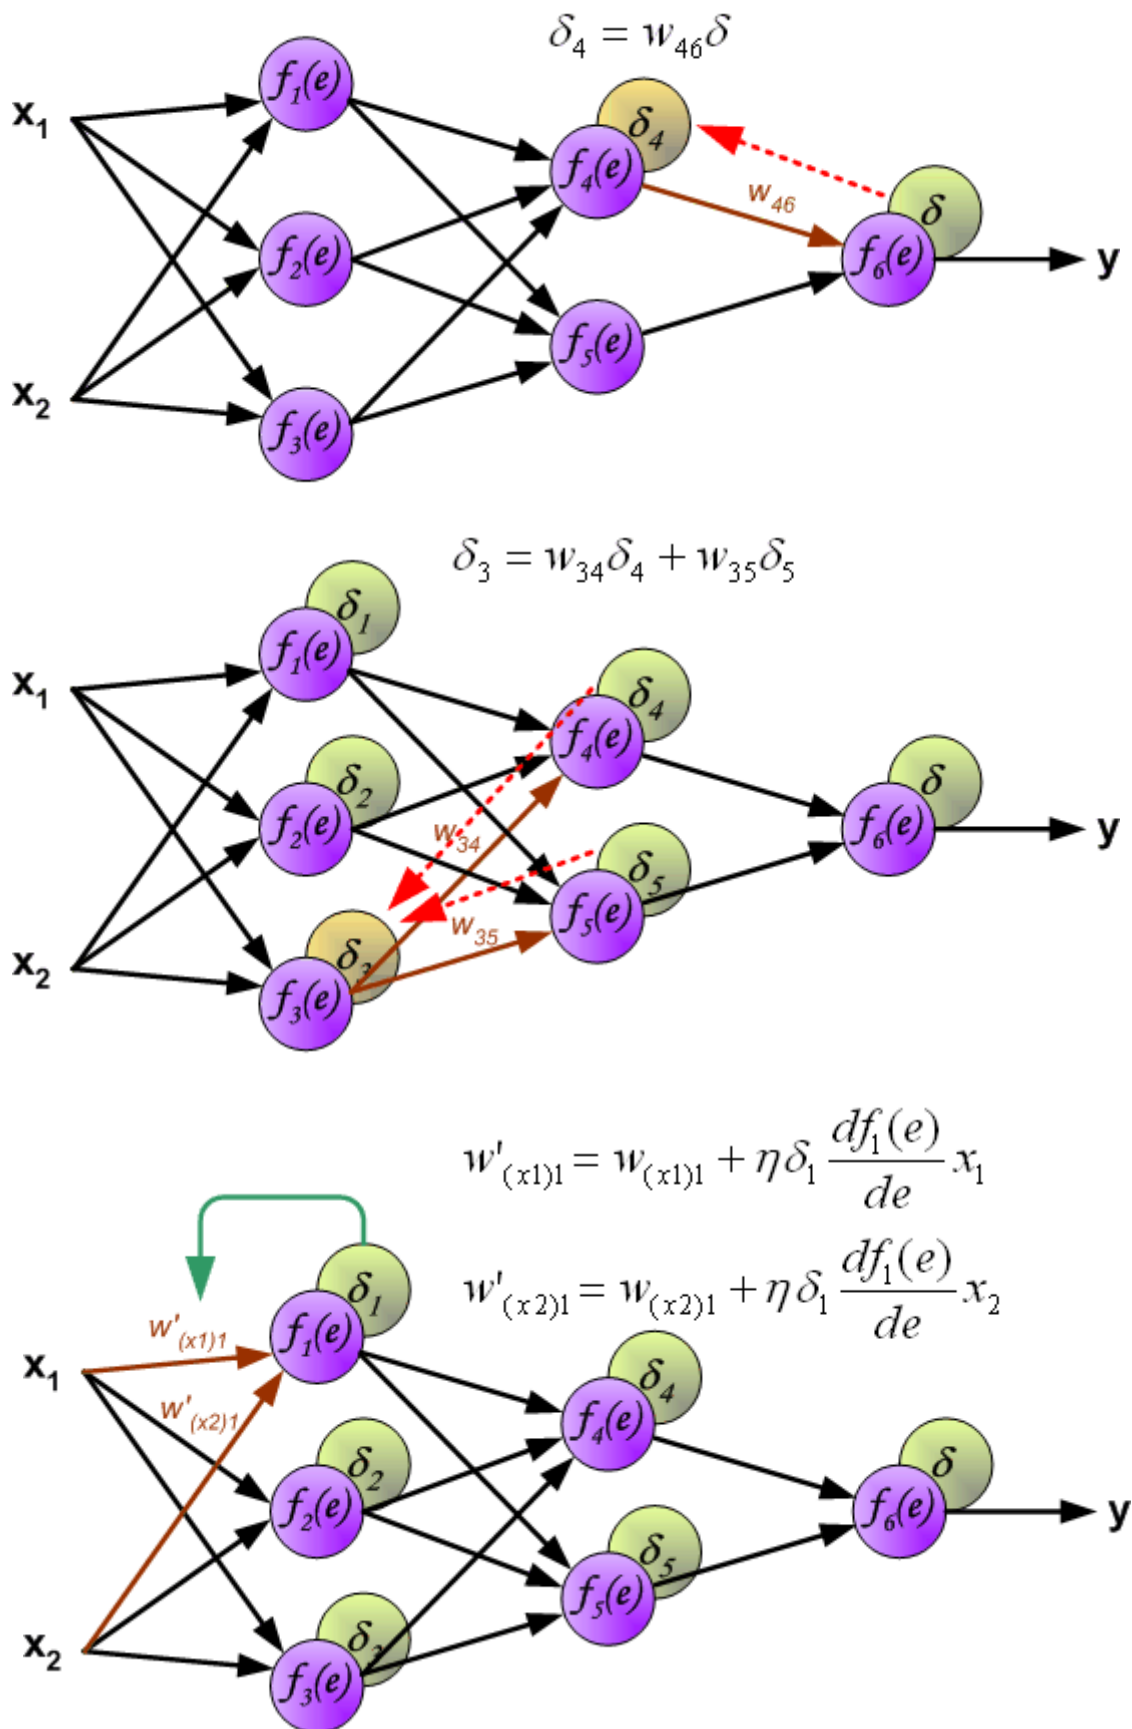 δ₄ = w₄₆δ
f₁(e)
x₁
δ₄
f₄(e)
w₄₆
δ
f₂(e)
f₆(e)
y
f₅(e)
x₂
f₃(e)
δ₃ = w₃₄δ₄ + w₃₅δ₅
δ₁
f₁(e)
x₁
δ₄
f₄(e)
δ₂
f₂(e)
w₃₄
δ
f₆(e)
y
δ₅
f₅(e)
w₃₅
x₂
δ₃
f₃(e)
w'₍ₓ₁₎₁ = w₍ₓ₁₎₁ + ηδ₁ df₁(e)/de x₁
w'₍ₓ₂₎₁ = w₍ₓ₂₎₁ + ηδ₁ df₁(e)/de x₂
δ₁
f₁(e)
w'₍ₓ₁₎₁
x₁
w'₍ₓ₂₎₁
δ₄
f₄(e)
δ₂
f₂(e)
δ
f₆(e)
y
δ₅
f₅(e)
x₂
δ₃
f₃(e)